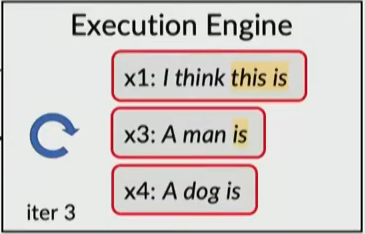 Execution Engine
x1: I think this is
x3: A man is
x4: A dog is
iter 3